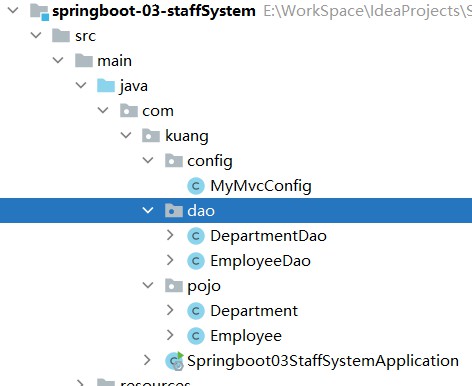 springboot-03-staffSystem E:\WorkSpace\IdeaProjects\S
src
main
java
com
kuang
config
MyMvcConfig
dao
DepartmentDao
EmployeeDao
pojo
Department
Employee
Springboot03StaffSystemApplication
resources